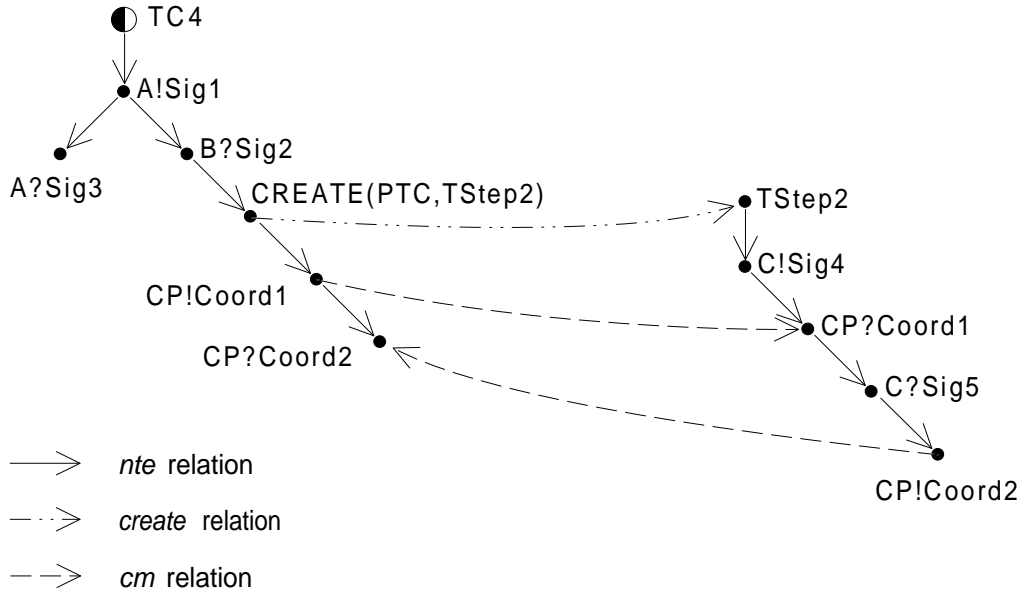 TC4
A!Sig1
B?Sig2
A?Sig3
CREATE(PTC,TStep2)
TStep2
C!Sig4
CP!Coord1
CP?Coord1
CP?Coord2
C?Sig5
CP!Coord2
nte relation
create relation
cm relation